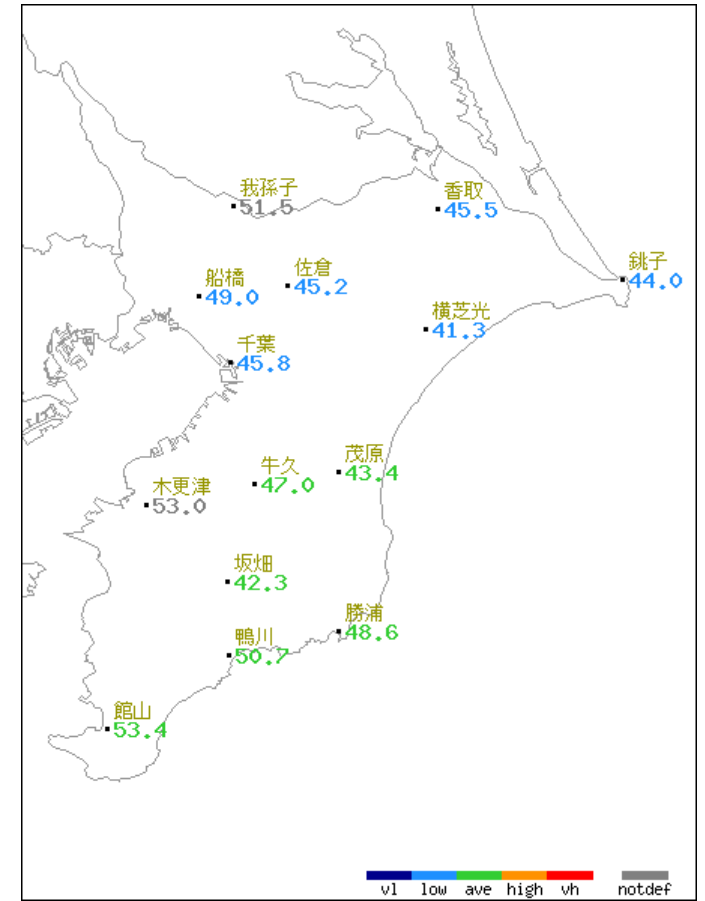 我孫子
51.5
香取
45.5
銚子
44.0
船橋
49.0
佐倉
45.2
横芝光
41.3
千葉
45.8
茂原
43.4
牛久
47.0
木更津
53.0
坂畑
42.3
勝浦
48.6
鴨川
50.7
館山
53.4
vl low ave high vh notdef